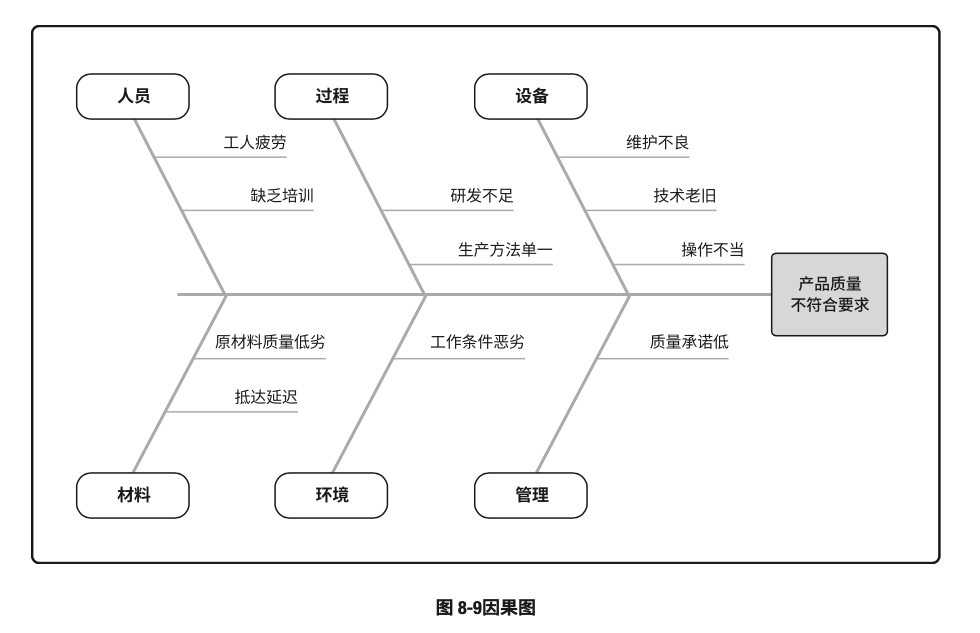 人员
过程
设备
工人疲劳
维护不良
缺乏培训
研发不足
技术老旧
生产方法单一
操作不当
产品质量
不符合要求
原材料质量低劣
工作条件恶劣
质量承诺低
抵达延迟
材料
环境
管理
图 8-9因果图